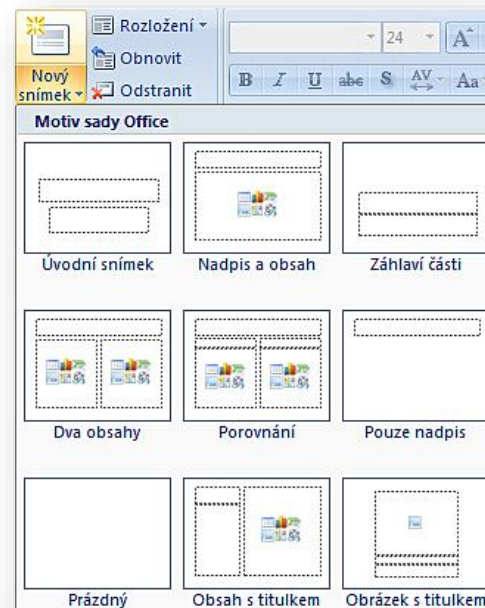 Nový
snímek
Rozložení
Obnovit
Odstranit
24
A
B I U abc S AV Aa
Motiv sady Office
Úvodní snímek
Nadpis a obsah
Záhlaví části
Dva obsahy
Porovnání
Pouze nadpis
Prázdný
Obsah s titulkem
Obrázek s titulkem